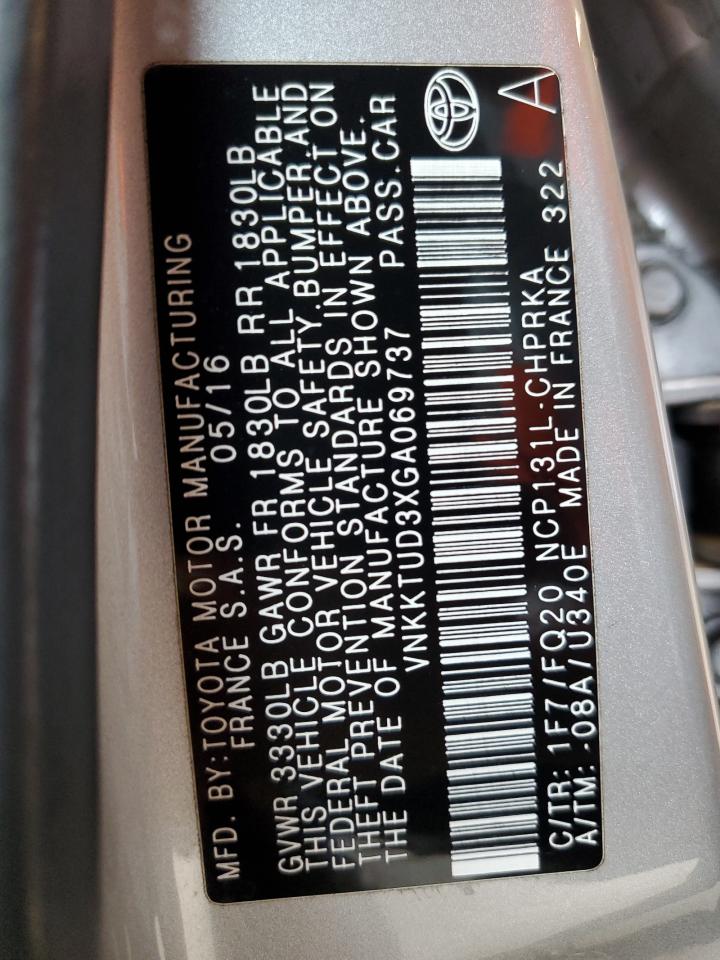 MFD. BY:TOYOTA MOTOR MANUFACTURING
FRANCE S.A.S. 05/16
GVWR 3330LB GAWR FR 1830LB RR 1830LB
THIS VEHICLE CONFORMS TO ALL APPLICABLE
FEDERAL MOTOR VEHICLE SAFETY,BUMPER,AND
THEFT PREVENTION STANDARDS IN EFFECT ON
THE DATE OF MANUFACTURE SHOWN ABOVE.
VNKKTUD3XGA069737 PASS.CAR
C/TR: 1F7/FQ20 NCP131L-CHPRKA
A/TM: -08A/U340E MADE IN FRANCE 322 A